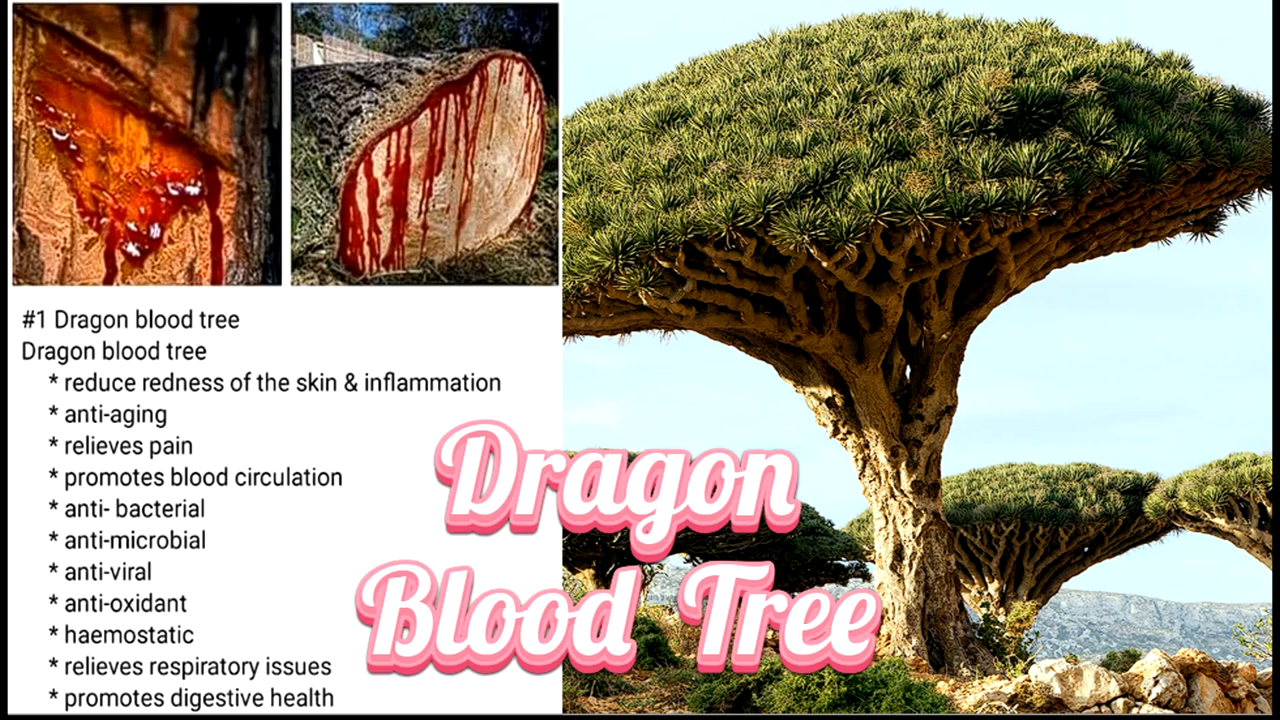 #1 Dragon blood tree
Dragon blood tree
* reduce redness of the skin & inflammation
* anti-aging
* relieves pain
* promotes blood circulation
* anti- bacterial
* anti-microbial
* anti-viral
* anti-oxidant
* haemostatic
* relieves respiratory issues
* promotes digestive health
Dragon
Blood Tree